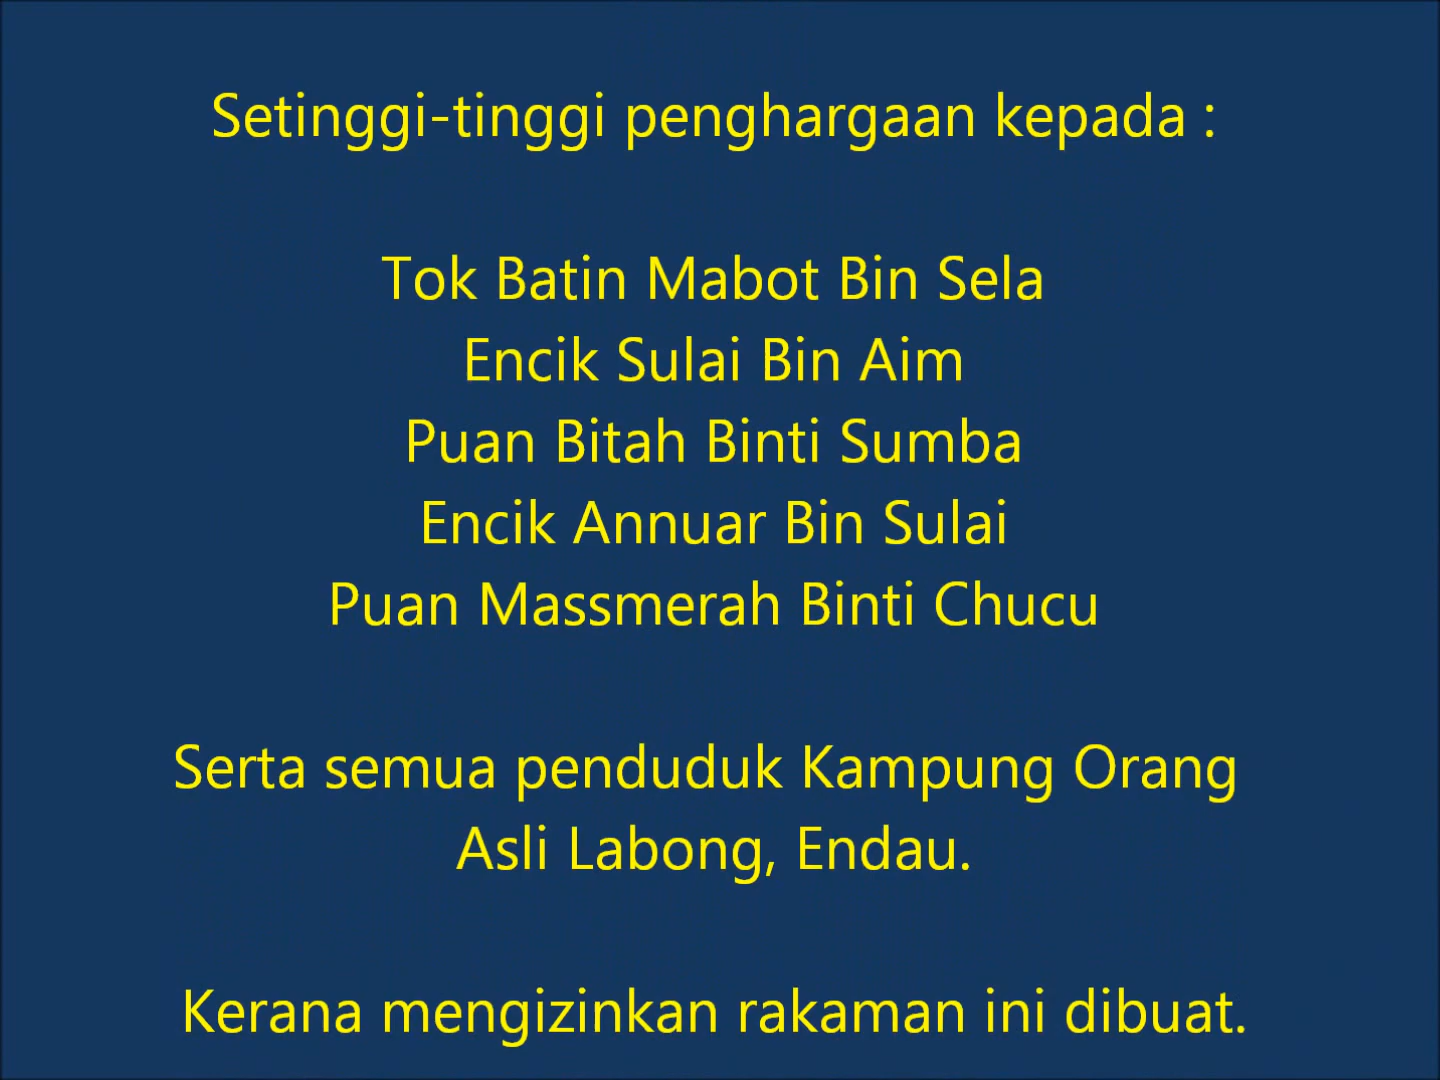 Setinggi-tinggi penghargaan kepada :
Tok Batin Mabot Bin Sela
Encik Sulai Bin Aim
Puan Bitah Binti Sumba
Encik Annuar Bin Sulai
Puan Massmerah Binti Chucu
Serta semua penduduk Kampung Orang
Asli Labong, Endau.
Kerana mengizinkan rakaman ini dibuat.